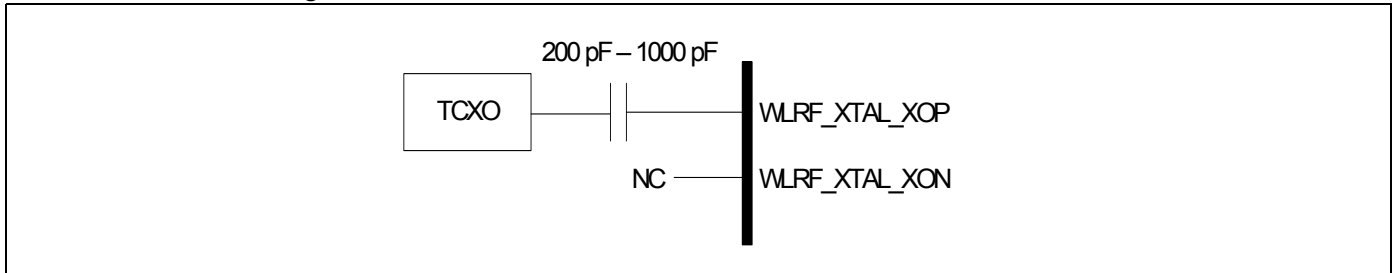 200 pF – 1000 pF
TCXO
WLRF_XTAL_XOP
NC
WLRF_XTAL_XON